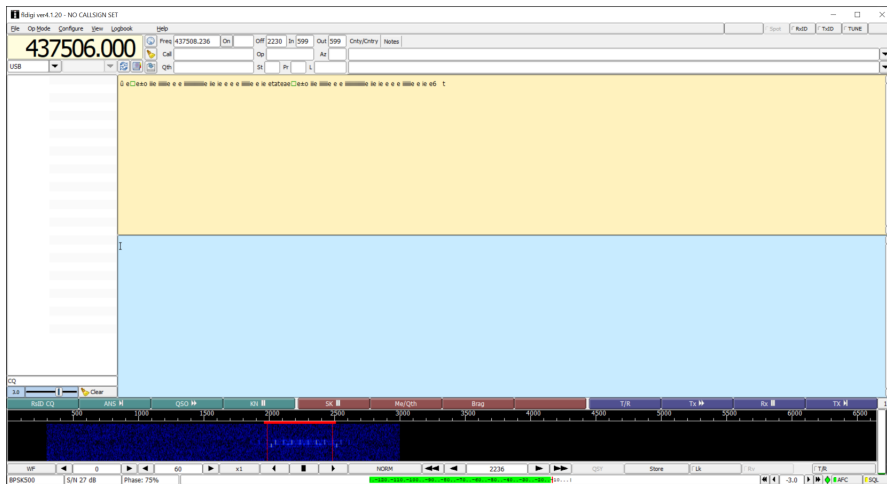 fldigi ver4.1.20 - NO CALLSIGN SET
File Op Mode Configure View Logbook Help
Spot RxID TxID TUNE
437506.000
Freq 437508.236 On Off 2230 In 599 Out 599 Cnty/Cntry Notes
Call Op Az
USB Qth St Pr L
CQ
1.0 Clear
RsID CQ ANS QSO KN SK Me/Qth Brag T/R Tx Rx TX 1
500 1000 1500 2000 2500 3000 3500 4000 4500 5000 5500 6000 6500
WF 0 60 x1 NORM 2236 QSY Store Lk Rv T/R
BPSK500 S/N 27 dB Phase: 75% -3.0 AFC SQL